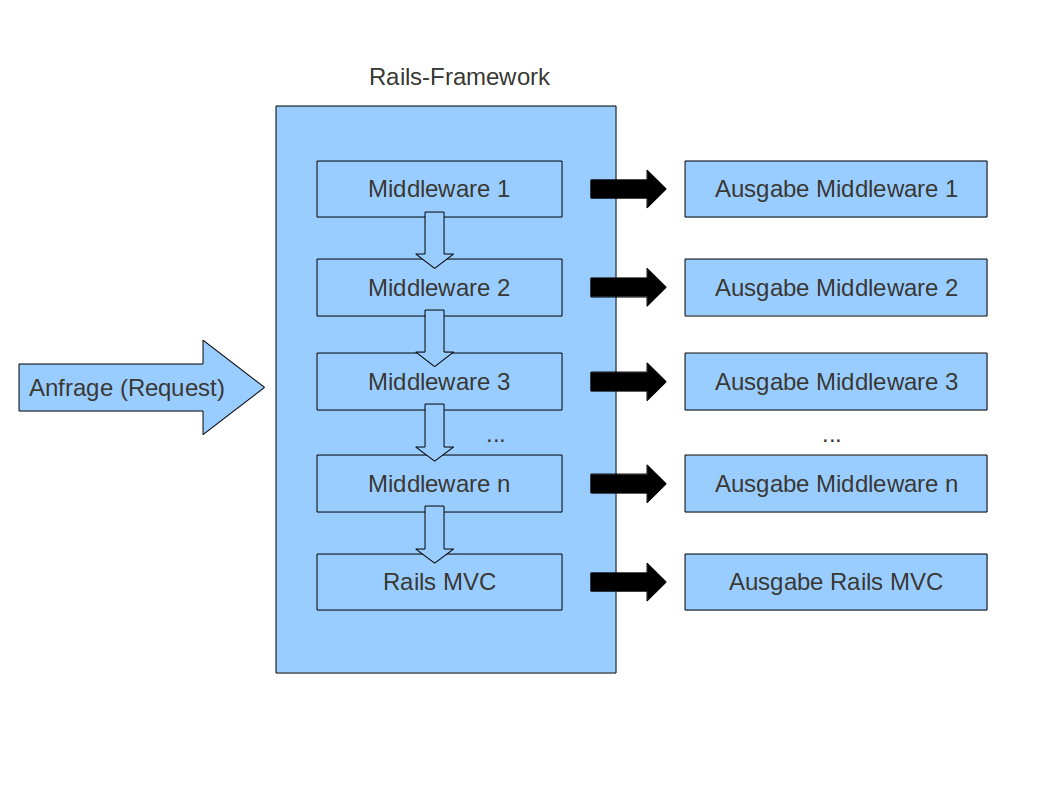 Rails-Framework
Middleware 1
Ausgabe Middleware 1
Middleware 2
Ausgabe Middleware 2
Anfrage (Request)
Middleware 3
Ausgabe Middleware 3
...
...
Middleware n
Ausgabe Middleware n
Rails MVC
Ausgabe Rails MVC